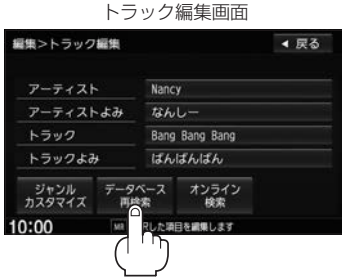 トラック編集画面
編集>トラック編集
◀ 戻る
アーティスト Nancy
アーティストよみ なんしー
トラック Bang Bang Bang
トラックよみ ばんばんばん
ジャンル カスタマイズ
データベース 再検索
オンライン 検索
10:00 した項目を編集します